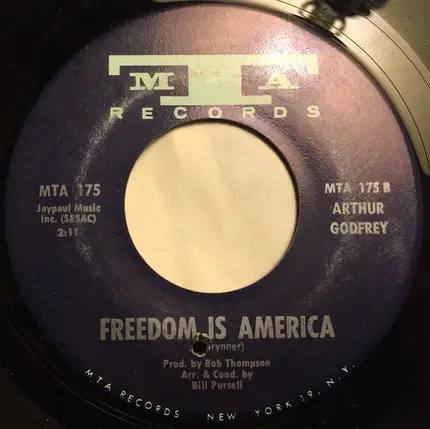 MTA
RECORDS
MTA 175
Jaypaul Music
Inc. (SESAC)
2:11
MTA 175 B
ARTHUR
GODFREY
FREEDOM IS AMERICA
Prod. by Bob Thompson
Arr. & Cond. by
Bill Pursell
MTA RECORDS NEW YORK 19, N.Y.